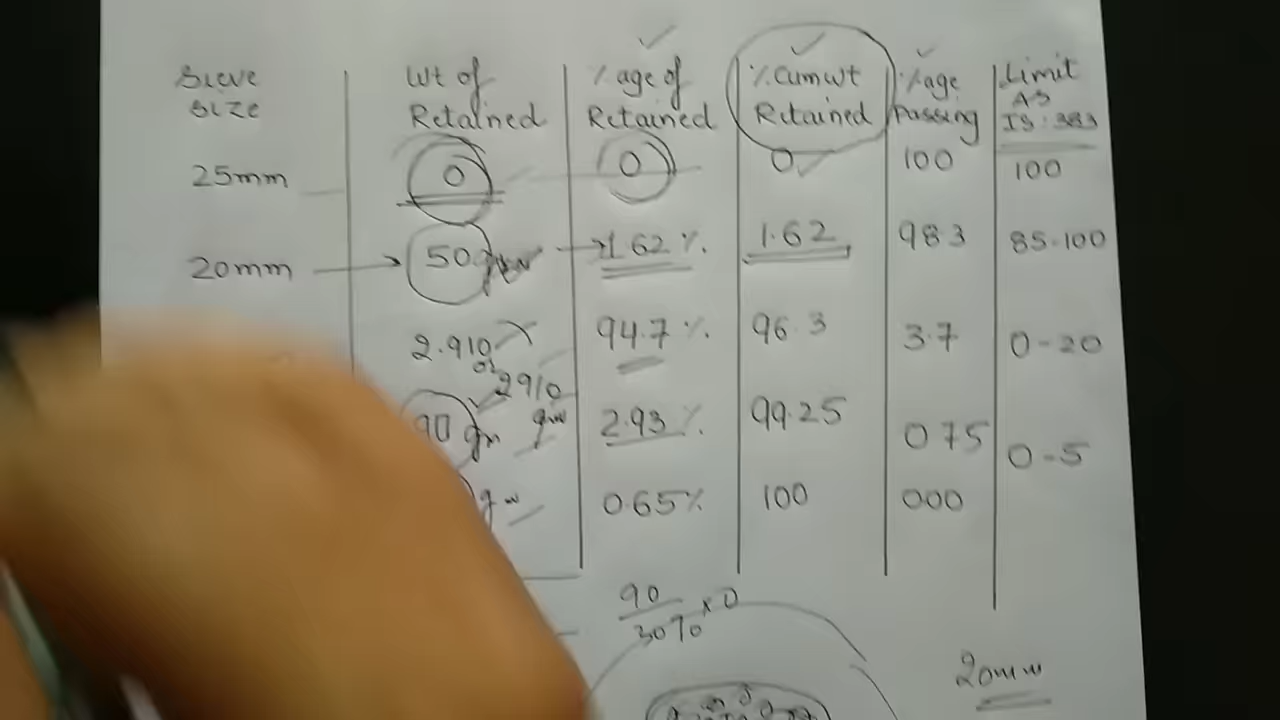 Sieve Size | Wt of Retained | %age of Retained | % Cum wt Retained | %age Passing | Limit As IS:383
25mm | 0 | 0 | 0 | 100 | 100
20mm | 50 gm | 1.62 % | 1.62 | 98.3 | 85-100
2.910 or 2910 gm | 94.7 % | 96.3 | 3.7 | 0-20
90 gm | 2.93 % | 99.25 | 0 75 | 0-5
gm | 0.65% | 100 | 000
90
x 0
20mm